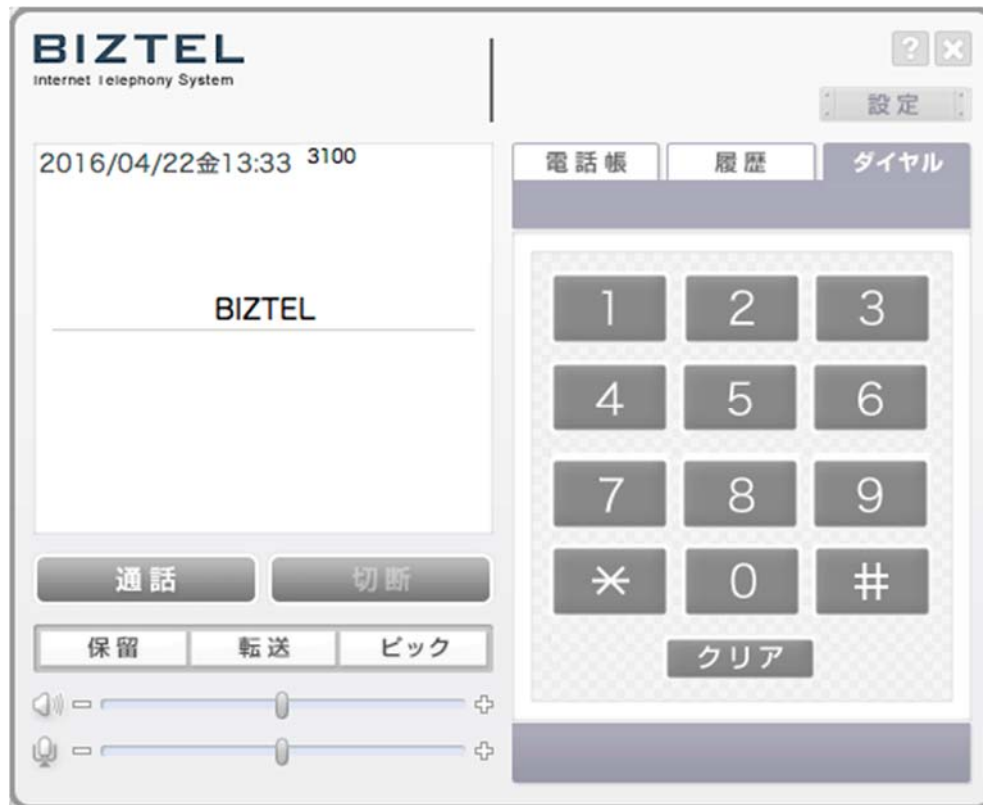 BIZTEL
Internet Telephony System
? ×
設定
2016/04/22金13:33 3100
BIZTEL
通話 切断
保留 転送 ピック
電話帳 履歴 ダイヤル
1 2 3
4 5 6
7 8 9
* 0 #
クリア